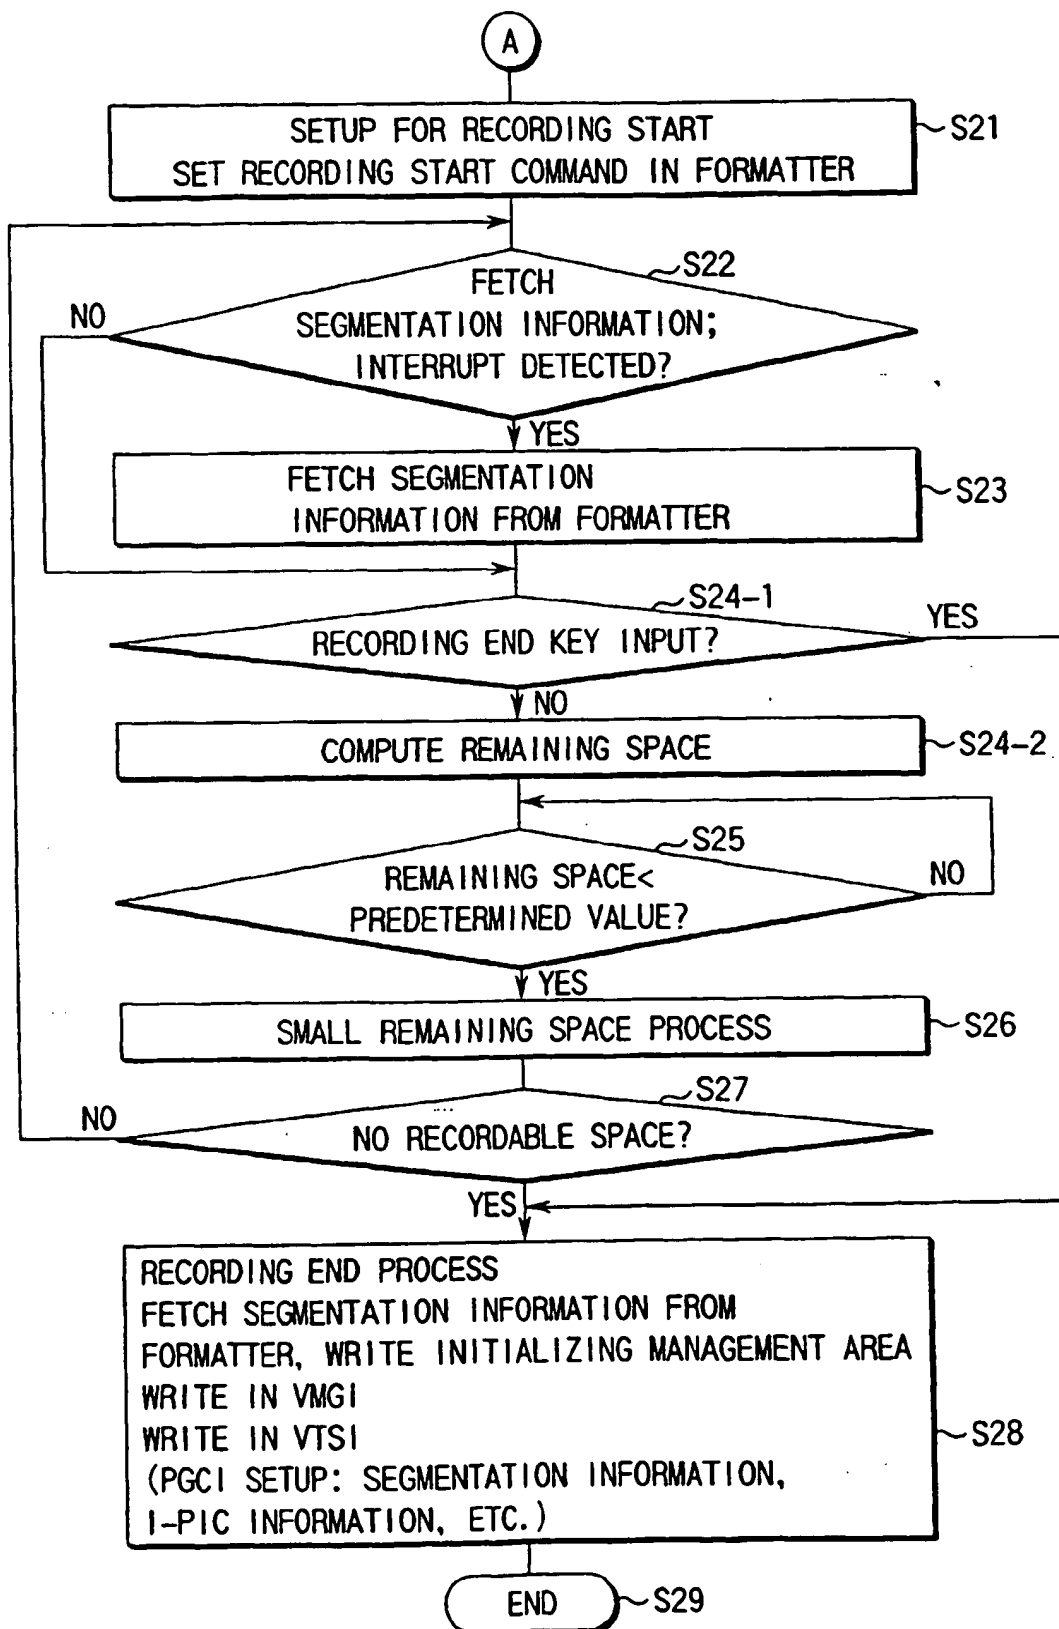 A
SETUP FOR RECORDING START
SET RECORDING START COMMAND IN FORMATTER
S21
S22
FETCH
SEGMENTATION INFORMATION;
INTERRUPT DETECTED?
NO
YES
FETCH SEGMENTATION
INFORMATION FROM FORMATTER
S23
S24-1
RECORDING END KEY INPUT?
YES
NO
COMPUTE REMAINING SPACE
S24-2
S25
REMAINING SPACE<
PREDETERMINED VALUE?
NO
YES
SMALL REMAINING SPACE PROCESS
S26
S27
NO
NO RECORDABLE SPACE?
YES
RECORDING END PROCESS
FETCH SEGMENTATION INFORMATION FROM
FORMATTER, WRITE INITIALIZING MANAGEMENT AREA
WRITE IN VMGI
WRITE IN VTSI
(PGCI SETUP: SEGMENTATION INFORMATION,
I-PIC INFORMATION, ETC.)
S28
END
S29